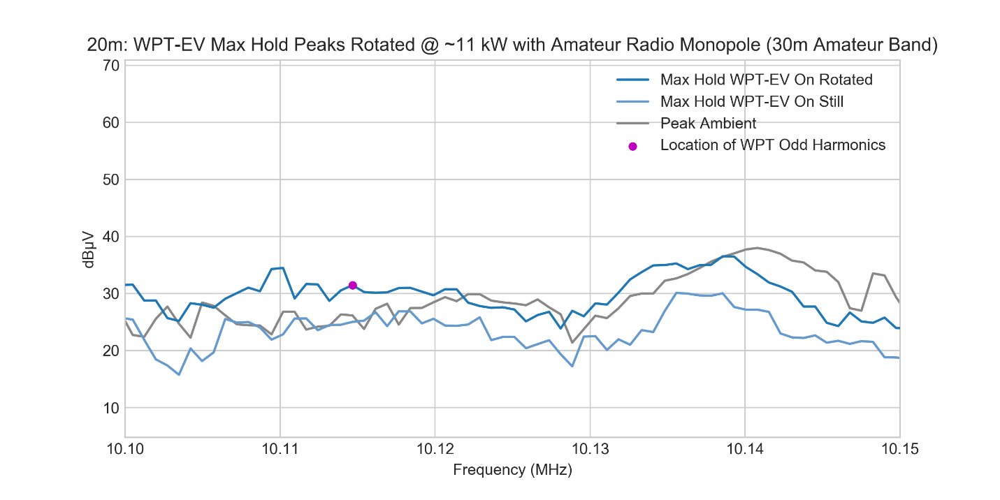 20m: WPT-EV Max Hold Peaks Rotated @ ~11 kW with Amateur Radio Monopole (30m Amateur Band)
70
60
50
40
30
20
10
dBµV
Max Hold WPT-EV On Rotated
Max Hold WPT-EV On Still
Peak Ambient
Location of WPT Odd Harmonics
10.10 10.11 10.12 10.13 10.14 10.15
Frequency (MHz)